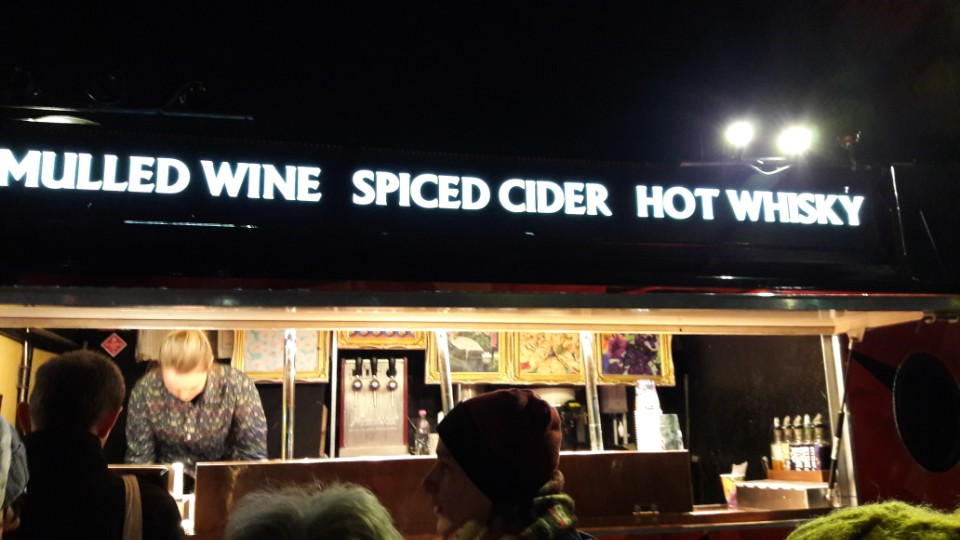 MULLED WINE SPICED CIDER HOT WHISKY